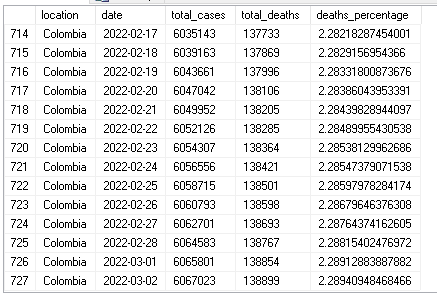 location date total_cases total_deaths deaths_percentage
714 Colombia 2022-02-17 6035143 137733 2.28218287454001
715 Colombia 2022-02-18 6039163 137869 2.2829156954366
716 Colombia 2022-02-19 6043661 137996 2.28331800873676
717 Colombia 2022-02-20 6047042 138106 2.28386043953391
718 Colombia 2022-02-21 6049952 138205 2.28439828944097
719 Colombia 2022-02-22 6052126 138285 2.28489955430538
720 Colombia 2022-02-23 6054307 138364 2.28538129962686
721 Colombia 2022-02-24 6056556 138421 2.28547379071538
722 Colombia 2022-02-25 6058715 138501 2.28597978284174
723 Colombia 2022-02-26 6060793 138598 2.28679646376308
724 Colombia 2022-02-27 6062701 138693 2.28764374162605
725 Colombia 2022-02-28 6064583 138767 2.28815402476972
726 Colombia 2022-03-01 6065801 138854 2.28912883887882
727 Colombia 2022-03-02 6067023 138899 2.28940948468466